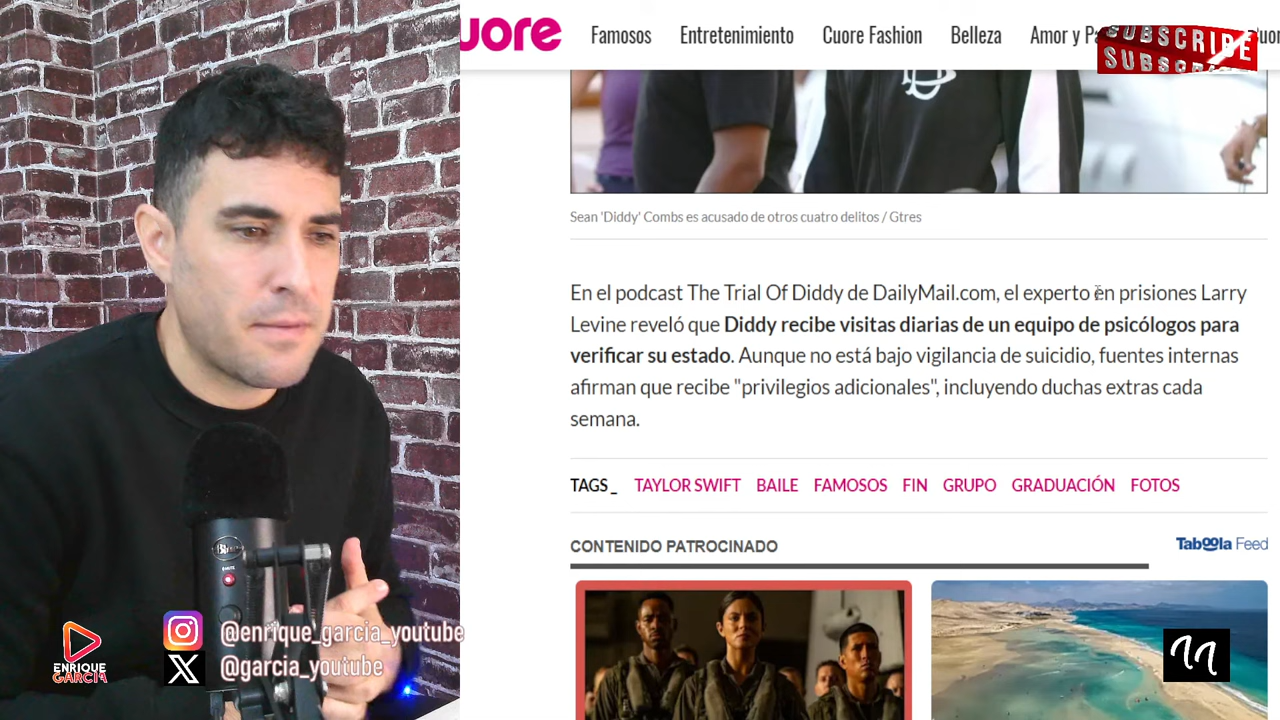 uore Famosos Entretenimiento Cuore Fashion Belleza Amor y P
SUBSCRIBE
Sean 'Diddy' Combs es acusado de otros cuatro delitos / Gtres
En el podcast The Trial Of Diddy de DailyMail.com, el experto en prisiones Larry
Levine reveló que Diddy recibe visitas diarias de un equipo de psicólogos para
verificar su estado. Aunque no está bajo vigilancia de suicidio, fuentes internas
afirman que recibe "privilegios adicionales", incluyendo duchas extras cada
semana.
TAGS_ TAYLOR SWIFT BAILE FAMOSOS FIN GRUPO GRADUACIÓN FOTOS
CONTENIDO PATROCINADO
Taboola Feed
ENRIQUE
GARCIA
@enrique_garcia_youtube
@garcia_youtube